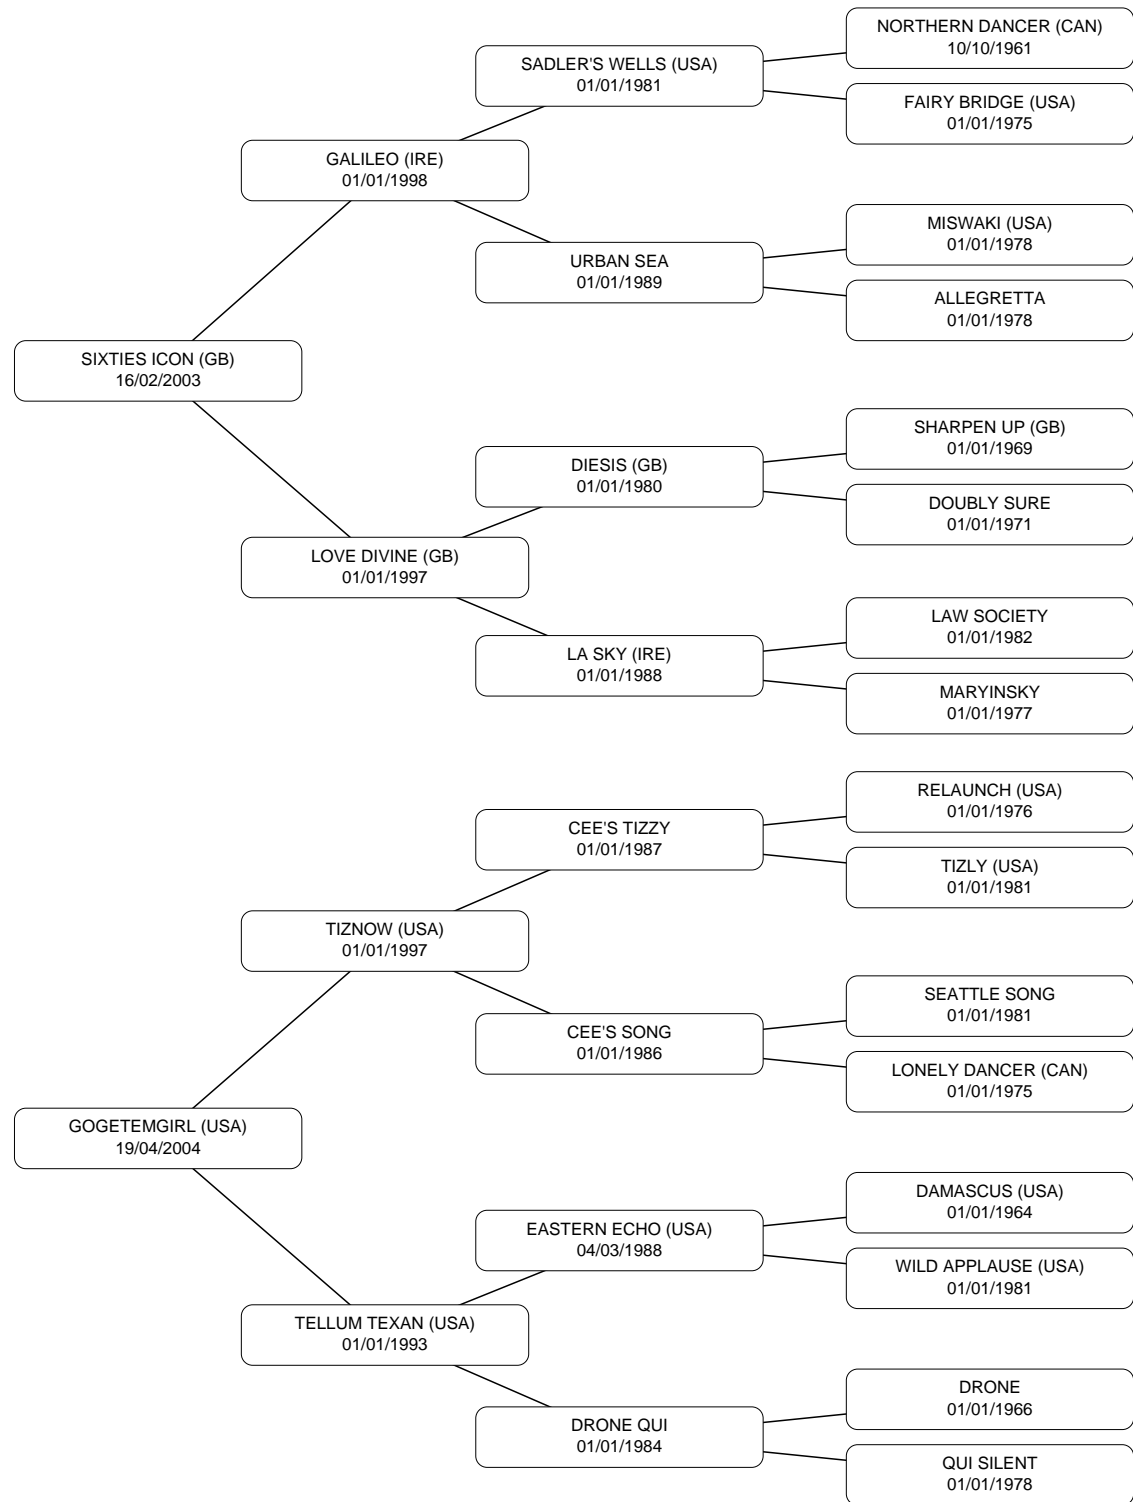 NORTHERN DANCER (CAN)
10/10/1961
SADLER'S WELLS (USA)
01/01/1981
FAIRY BRIDGE (USA)
01/01/1975
GALILEO (IRE)
01/01/1998
MISWAKI (USA)
01/01/1978
URBAN SEA
01/01/1989
ALLEGRETTA
01/01/1978
SIXTIES ICON (GB)
16/02/2003
SHARPEN UP (GB)
01/01/1969
DIESIS (GB)
01/01/1980
DOUBLY SURE
01/01/1971
LOVE DIVINE (GB)
01/01/1997
LAW SOCIETY
01/01/1982
LA SKY (IRE)
01/01/1988
MARYINSKY
01/01/1977
RELAUNCH (USA)
01/01/1976
CEE'S TIZZY
01/01/1987
TIZLY (USA)
01/01/1981
TIZNOW (USA)
01/01/1997
SEATTLE SONG
01/01/1981
CEE'S SONG
01/01/1986
LONELY DANCER (CAN)
01/01/1975
GOGETEMGIRL (USA)
19/04/2004
DAMASCUS (USA)
01/01/1964
EASTERN ECHO (USA)
04/03/1988
WILD APPLAUSE (USA)
01/01/1981
TELLUM TEXAN (USA)
01/01/1993
DRONE
01/01/1966
DRONE QUI
01/01/1984
QUI SILENT
01/01/1978